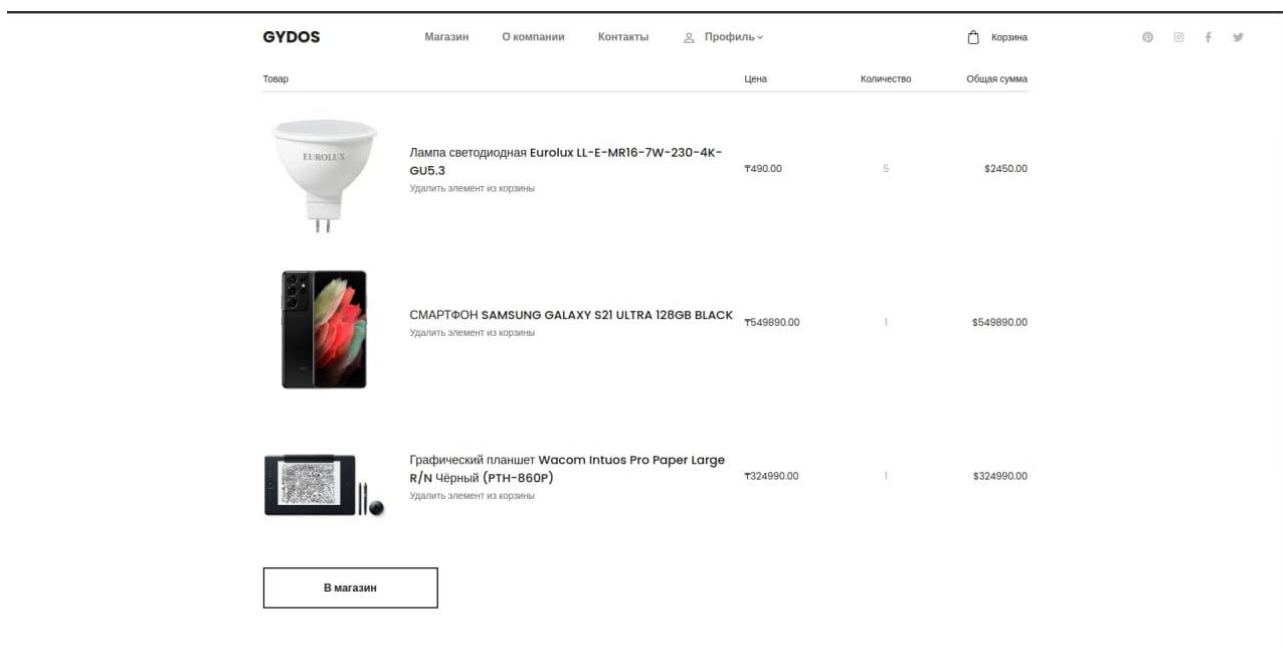 GYDOS Магазин О компании Контакты Профиль Корзина
Товар Цена Количество Общая сумма
EUROLUX
Лампа светодиодная Eurolux LL-E-MR16-7W-230-4K-
GU5.3
Удалить элемент из корзины
₸490.00 5 $2450.00
СМАРТФОН SAMSUNG GALAXY S21 ULTRA 128GB BLACK
Удалить элемент из корзины
₸549890.00 1 $549890.00
Графический планшет Wacom Intuos Pro Paper Large
R/N Чёрный (PTH-860P)
Удалить элемент из корзины
₸324990.00 1 $324990.00
В магазин